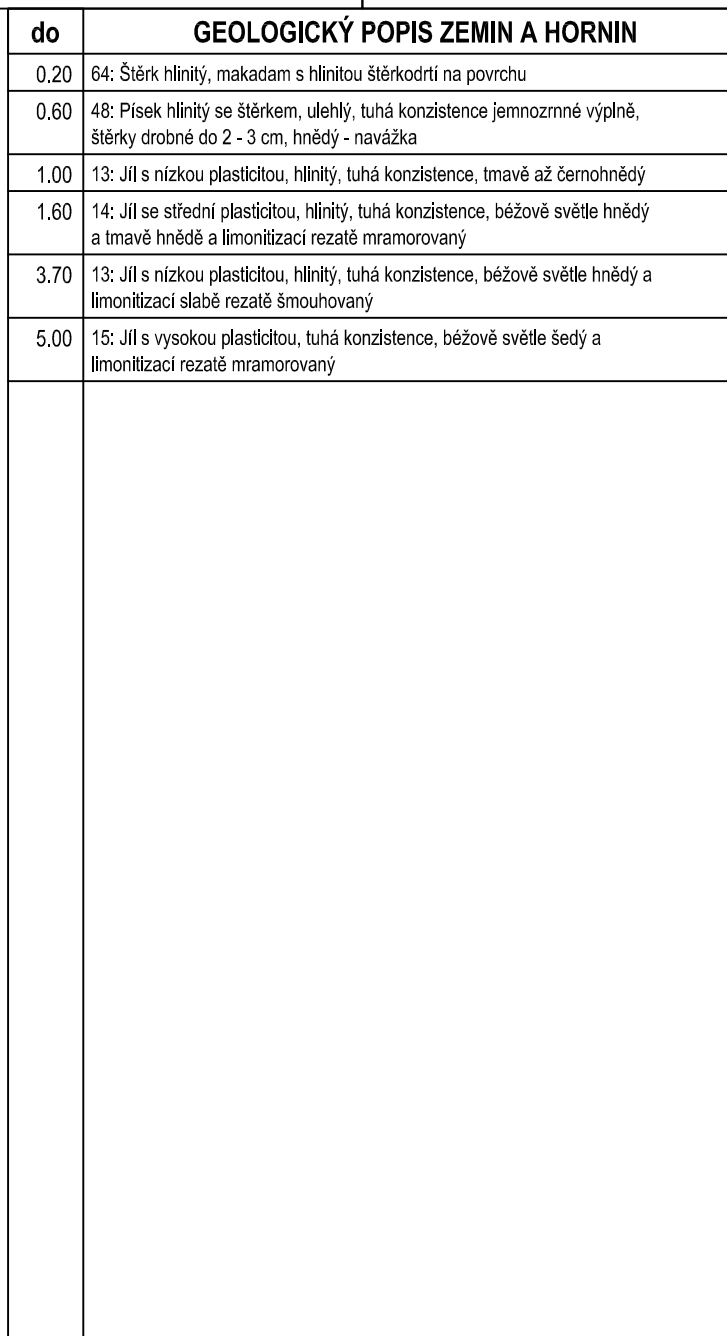 do GEOLOGICKÝ POPIS ZEMIN A HORNIN
0.20 64: Štěrk hlinitý, makadam s hlinitou štěrkodrtí na povrchu
0.60 48: Písek hlinitý se štěrkem, ulehlý, tuhá konzistence jemnozrnné výplně,
štěrky drobné do 2 - 3 cm, hnědý - navážka
1.00 13: Jíl s nízkou plasticitou, hlinitý, tuhá konzistence, tmavě až černohnědý
1.60 14: Jíl se střední plasticitou, hlinitý, tuhá konzistence, béžově světle hnědý
a tmavě hnědě a limonitizací rezatě mramorovaný
3.70 13: Jíl s nízkou plasticitou, hlinitý, tuhá konzistence, béžově světle hnědý a
limonitizací slabě rezatě šmouhovaný
5.00 15: Jíl s vysokou plasticitou, tuhá konzistence, béžově světle šedý a
limonitizací rezatě mramorovaný